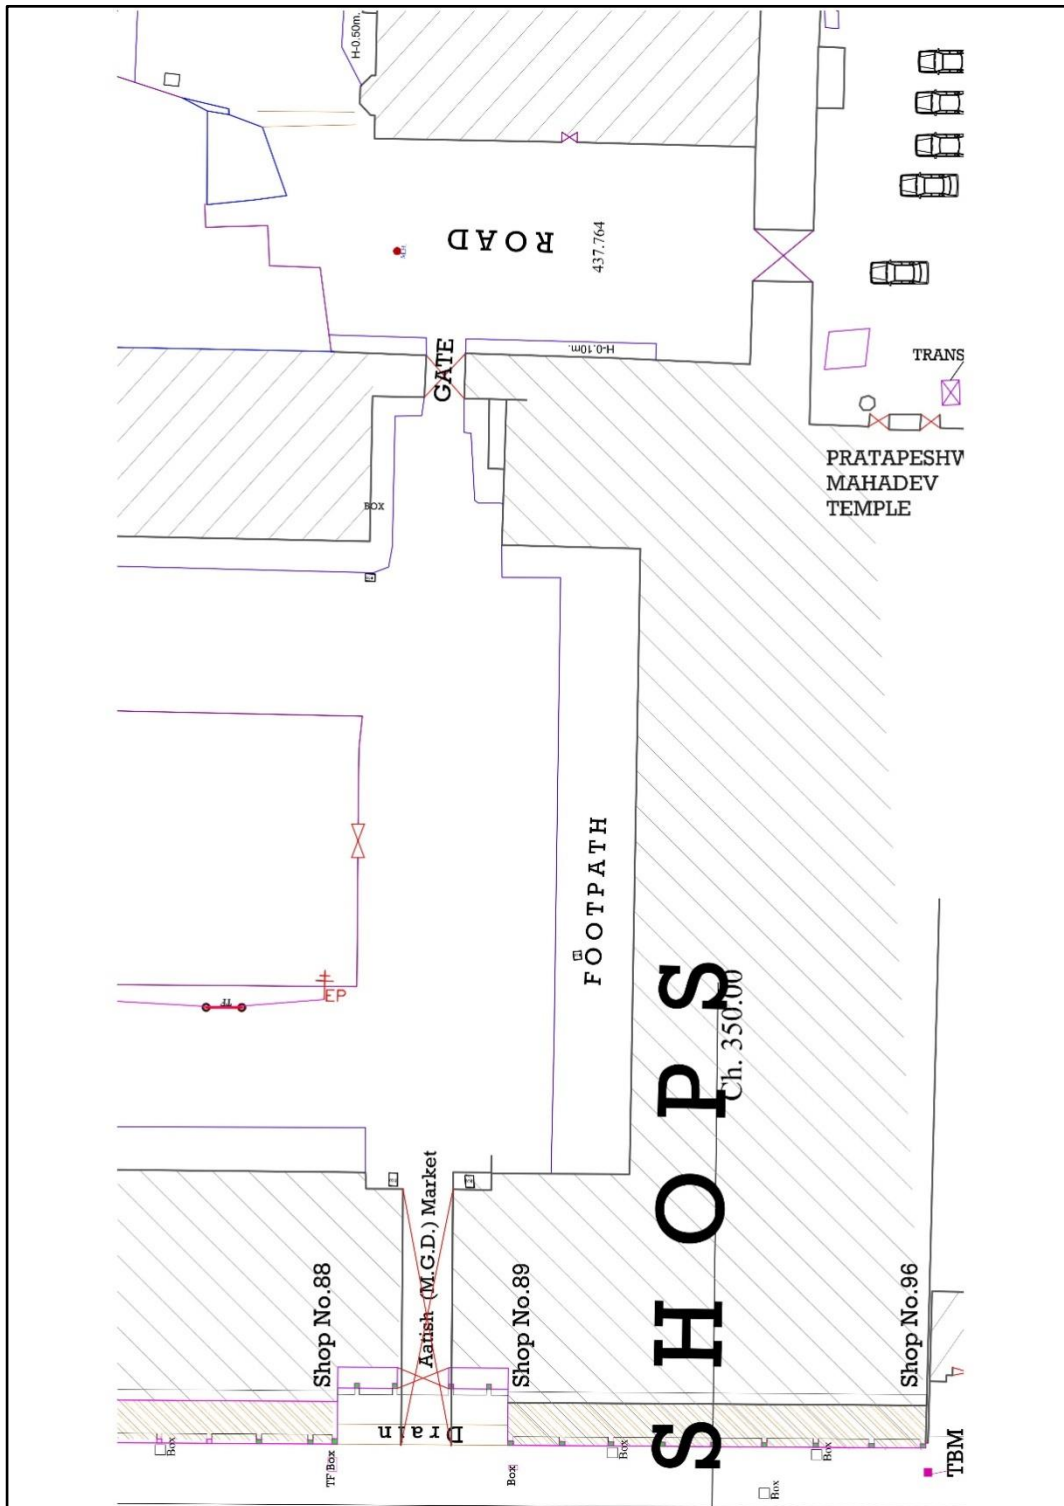 H-0.50m.
ROAD
437.764
GATE
H-0.10m.
TRANS
PRATAPESHW
MAHADEV
TEMPLE
BOX
FOOTPATH
EP
TF
SHOPS
Ch. 350.00
Aatish (M.G.D.) Market
Shop No.88
Shop No.89
Shop No.96
Drain
Box
TF Box
Box
Box
Box
Box
TBM